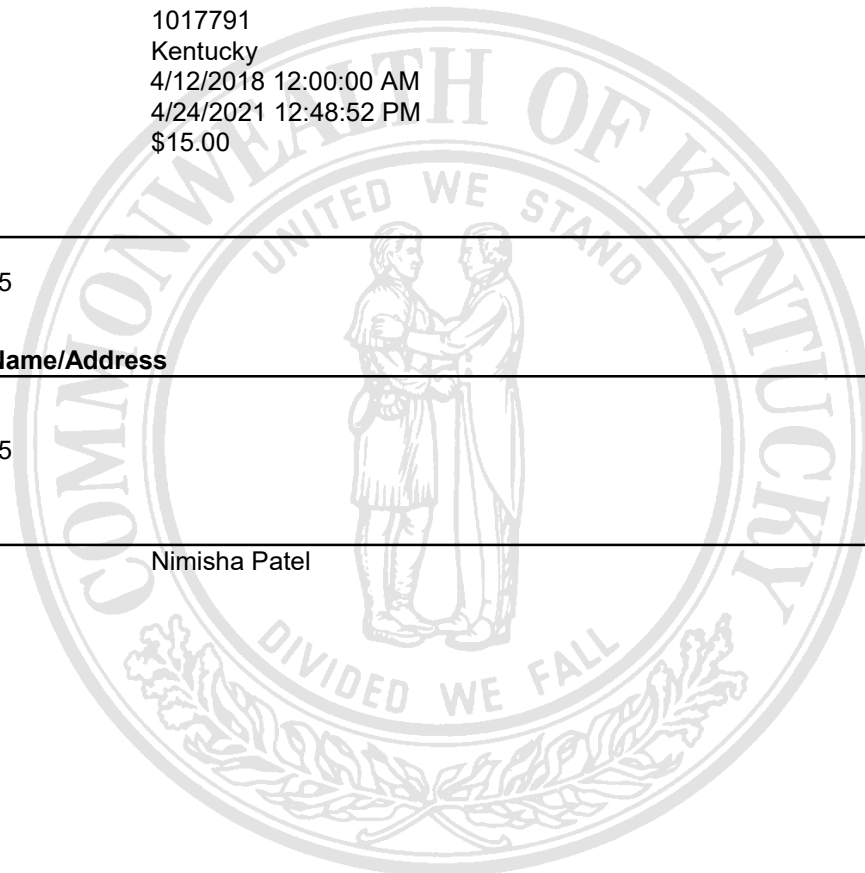 1017791
Kentucky
4/12/2018 12:00:00 AM
4/24/2021 12:48:52 PM
$15.00
5
Name/Address
5
Nimisha Patel
COMMONWEALTH OF KENTUCKY
UNITED WE STAND
DIVIDED WE FALL